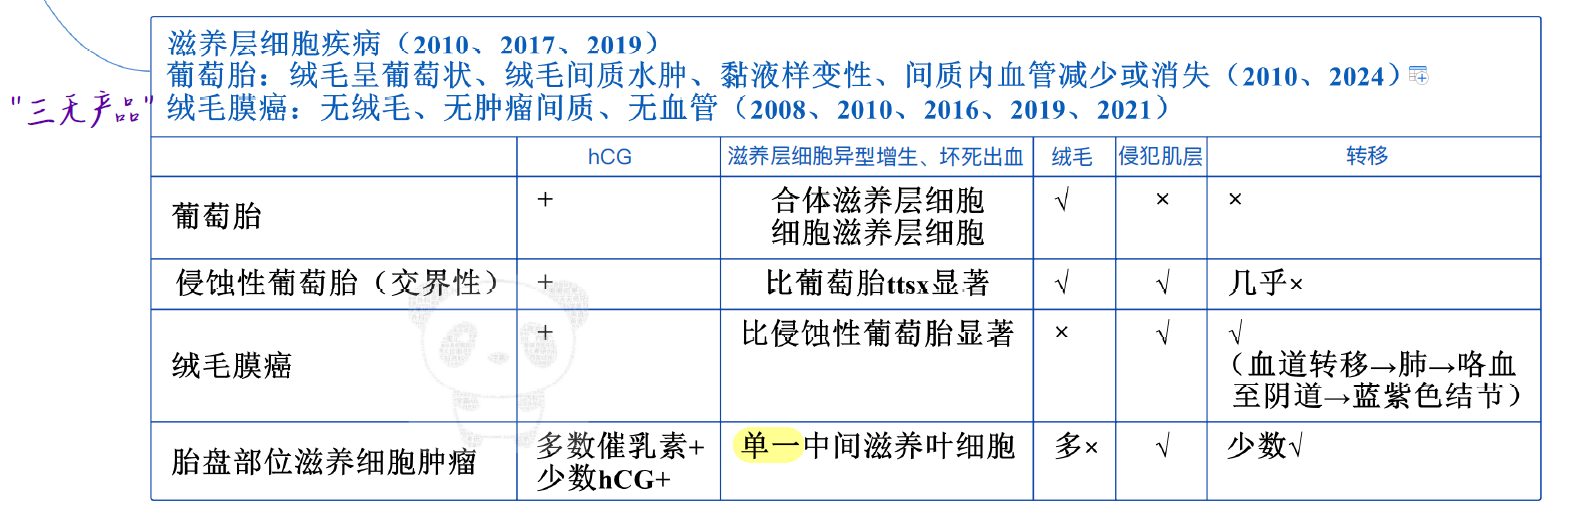 滋养层细胞疾病（2010、2017、2019）
葡萄胎：绒毛呈葡萄状、绒毛间质水肿、黏液样变性、间质内血管减少或消失（2010、2024）
"三无产品"
绒毛膜癌：无绒毛、无肿瘤间质、无血管（2008、2010、2016、2019、2021）
hCG 滋养层细胞异型增生、坏死出血 绒毛 侵犯肌层 转移
葡萄胎 + 合体滋养层细胞 √ × ×
细胞滋养层细胞
侵蚀性葡萄胎（交界性） + 比葡萄胎ttsx显著 √ √ 几乎×
绒毛膜癌 + 比侵蚀性葡萄胎显著 × √ √
（血道转移→肺→咯血
至阴道→蓝紫色结节）
胎盘部位滋养细胞肿瘤 多数催乳素+ 单一中间滋养叶细胞 多× √ 少数√
少数hCG+